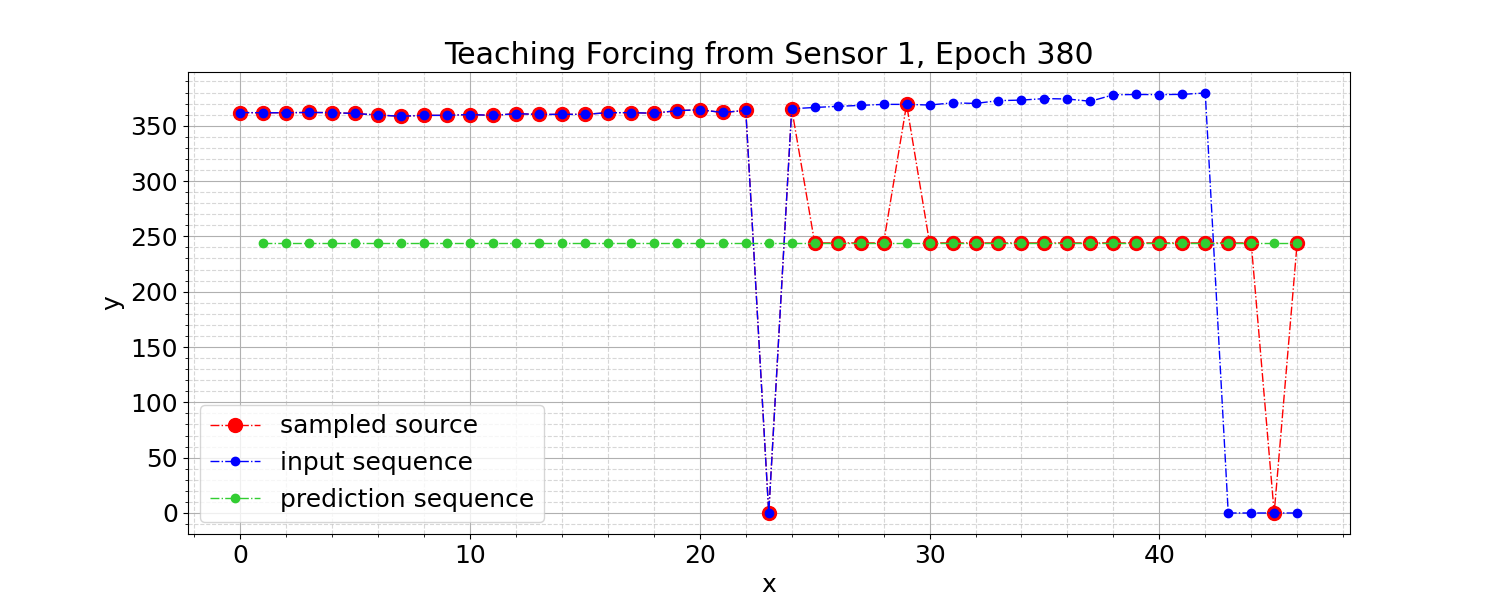 Teaching Forcing from Sensor 1, Epoch 380
350
300
250
200
150
100
50
0
y
sampled source
input sequence
prediction sequence
0 10 20 30 40
x